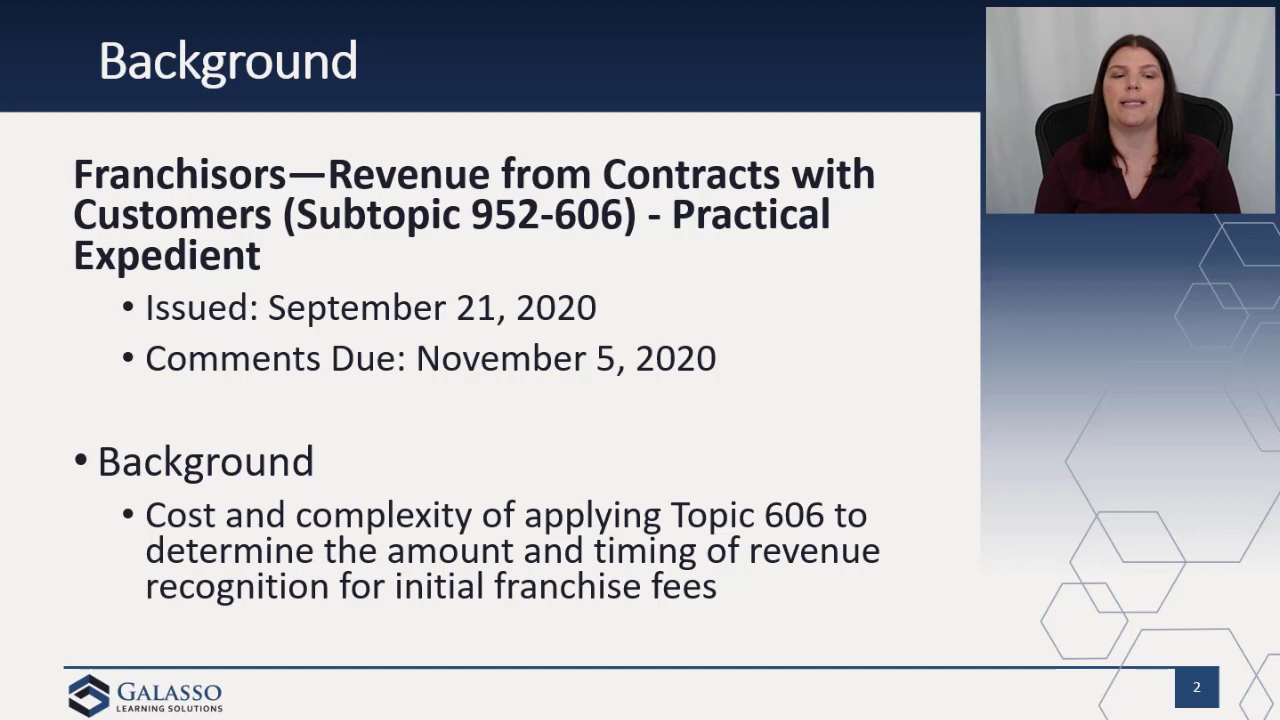 Background
Franchisors—Revenue from Contracts with
Customers (Subtopic 952-606) - Practical
Expedient
• Issued: September 21, 2020
• Comments Due: November 5, 2020
• Background
• Cost and complexity of applying Topic 606 to
determine the amount and timing of revenue
recognition for initial franchise fees
GALASSO
LEARNING SOLUTIONS
2